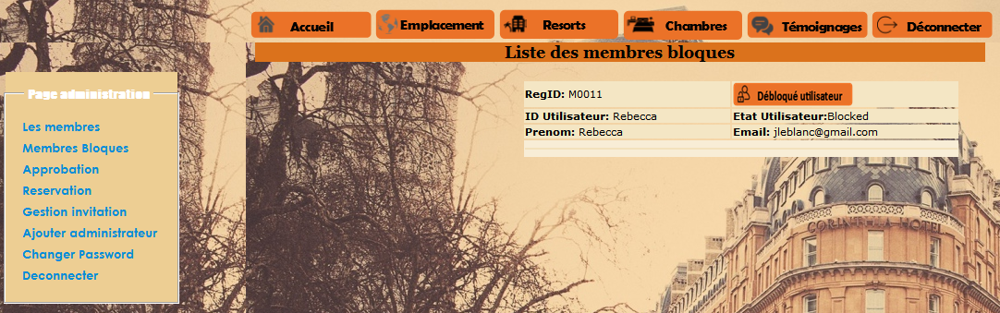 Accueil
Emplacement
Resorts
Chambres
Témoignages
Déconnecter
Liste des membres bloques
Page administration
Les membres
Membres Bloques
Approbation
Reservation
Gestion invitation
Ajouter administrateur
Changer Password
Deconnecter
RegID: M0011
Débloqué utilisateur
ID Utilisateur: Rebecca
Etat Utilisateur:Blocked
Prenom: Rebecca
Email: jleblanc@gmail.com
CORINTHIA HOTEL